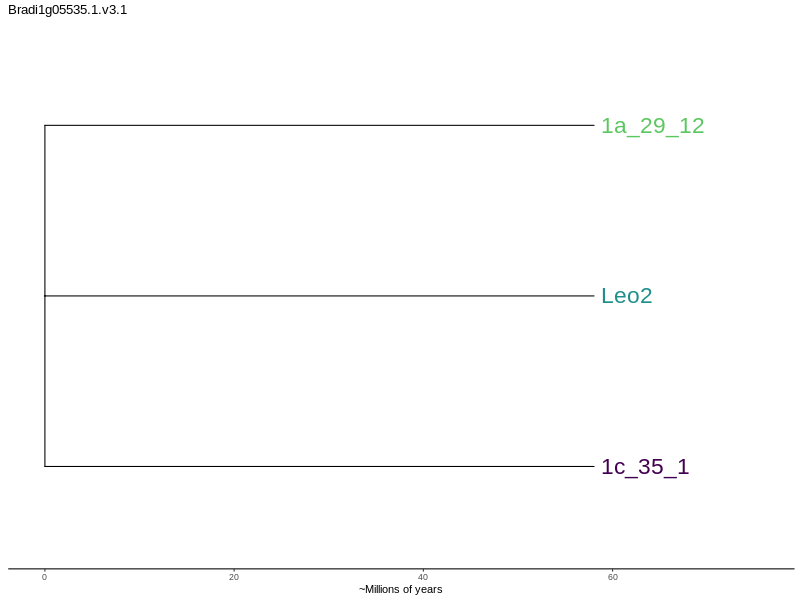 Bradi1g05535.1.v3.1
1a_29_12
Leo2
1c_35_1
0 20 40 60
~Millions of years